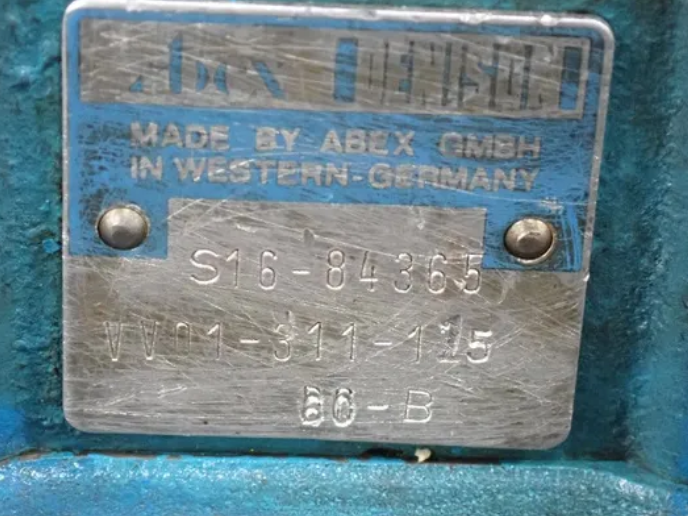 abex DENISON
MADE BY ABEX GMBH
IN WESTERN-GERMANY
S16-84365
VV01-311-115
86-B